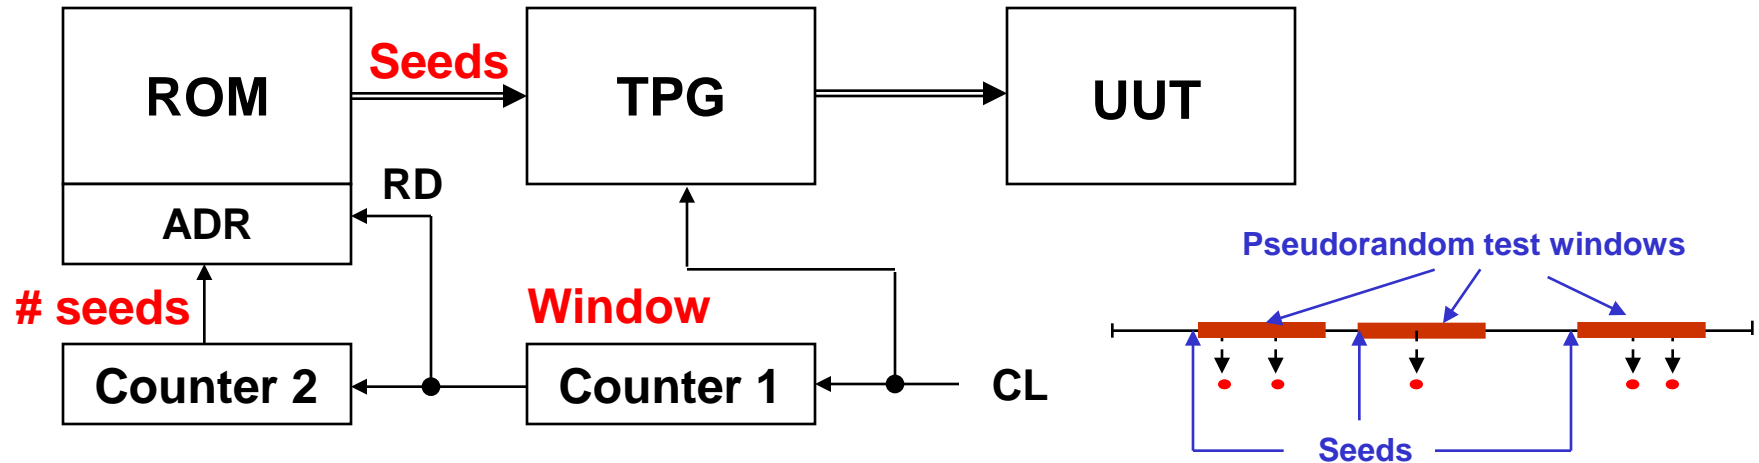 ROM
Seeds
TPG
UUT
RD
ADR
Pseudorandom test windows
# seeds
Window
Counter 2
Counter 1
CL
Seeds